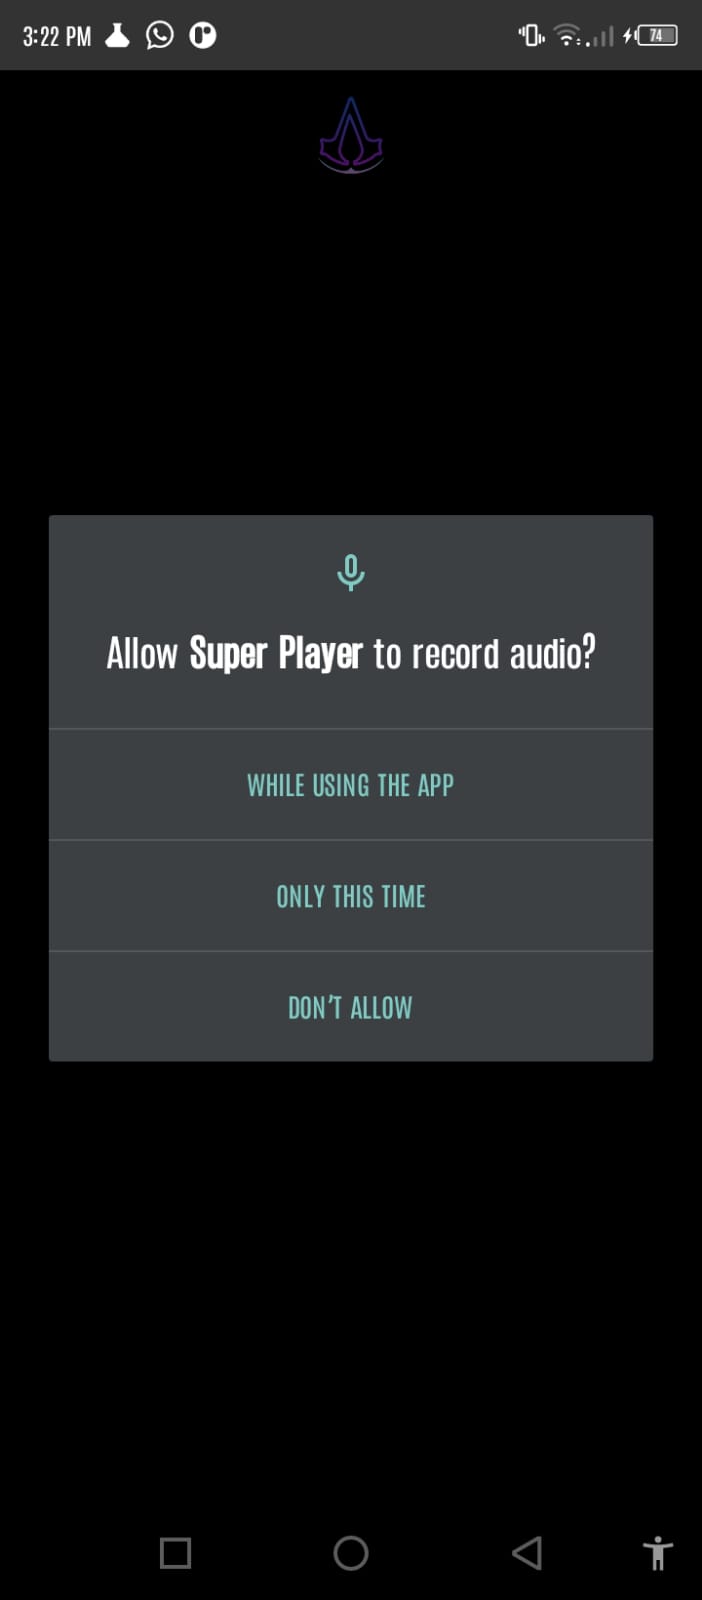 3:22 PM
74
Allow Super Player to record audio?
WHILE USING THE APP
ONLY THIS TIME
DON'T ALLOW